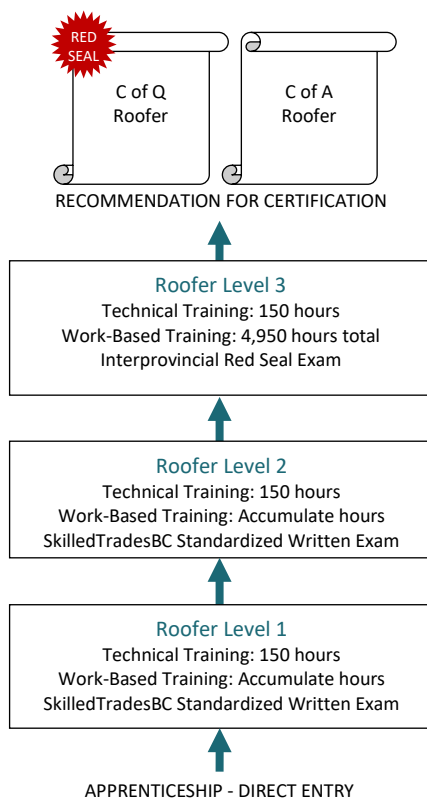 RED
SEAL
C of Q
Roofer
C of A
Roofer
RECOMMENDATION FOR CERTIFICATION
Roofer Level 3
Technical Training: 150 hours
Work-Based Training: 4,950 hours total
Interprovincial Red Seal Exam
Roofer Level 2
Technical Training: 150 hours
Work-Based Training: Accumulate hours
SkilledTradesBC Standardized Written Exam
Roofer Level 1
Technical Training: 150 hours
Work-Based Training: Accumulate hours
SkilledTradesBC Standardized Written Exam
APPRENTICESHIP - DIRECT ENTRY